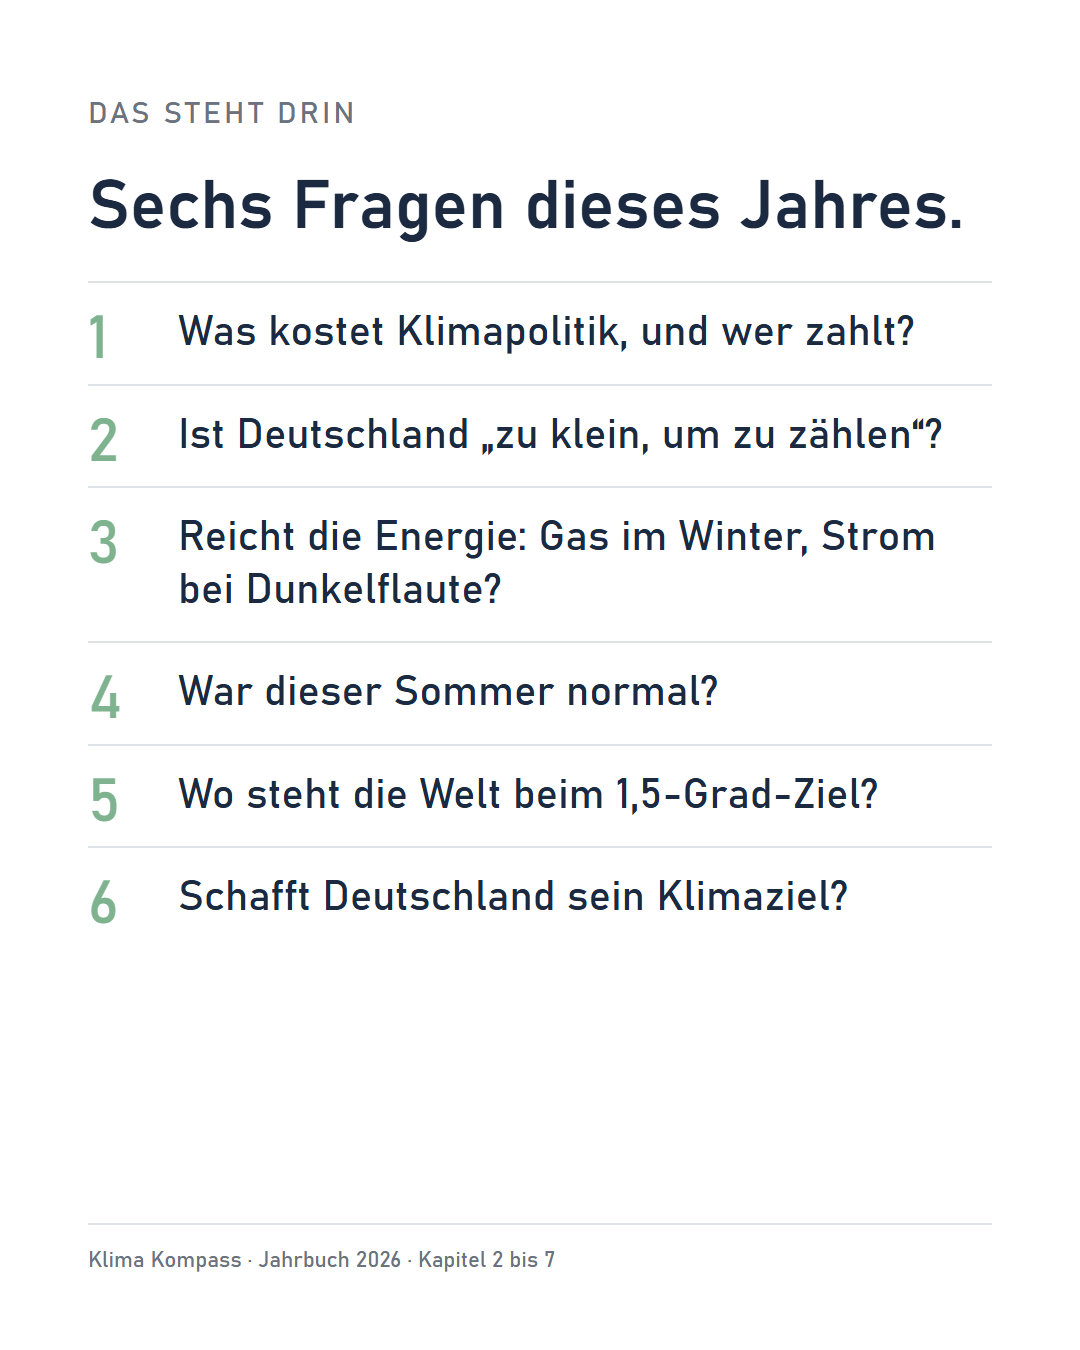 DAS STEHT DRIN
Sechs Fragen dieses Jahres.
1 Was kostet Klimapolitik, und wer zahlt?
2 Ist Deutschland „zu klein, um zu zählen“?
3 Reicht die Energie: Gas im Winter, Strom
bei Dunkelflaute?
4 War dieser Sommer normal?
5 Wo steht die Welt beim 1,5-Grad-Ziel?
6 Schafft Deutschland sein Klimaziel?
Klima Kompass · Jahrbuch 2026 · Kapitel 2 bis 7